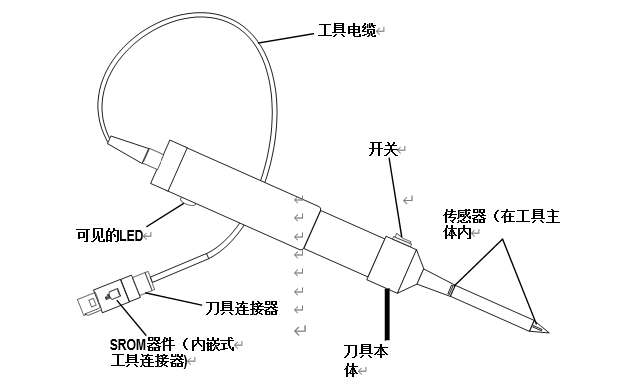 工具电缆
开关
传感器（在工具主
体内
可见的LED
刀具连接器
SROM器件（内嵌式
工具连接器)
刀具本
体